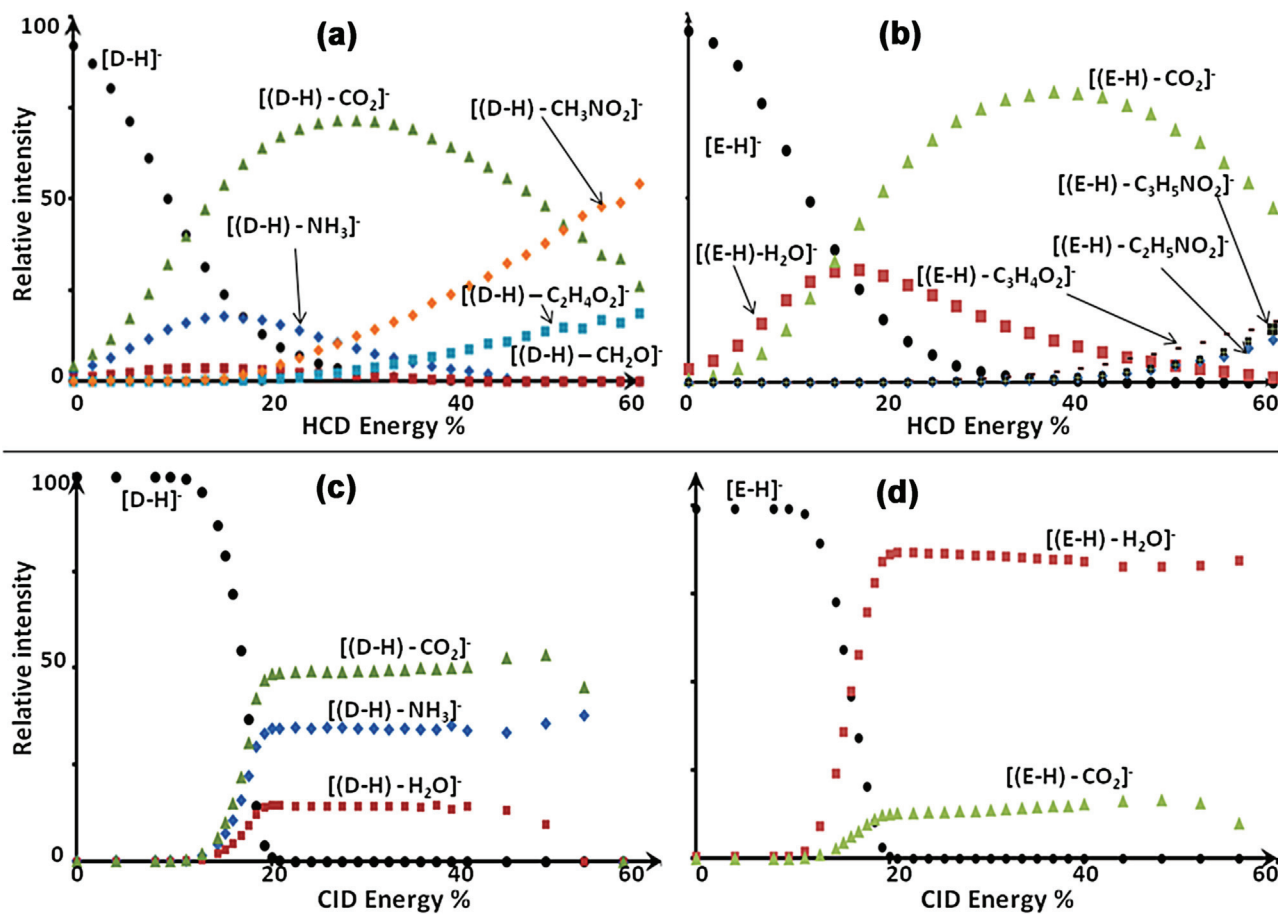 (a)
100
[D-H]⁻
[(D-H) - CO₂]⁻
[(D-H) - CH₃NO₂]⁻
50
[(D-H) - NH₃]⁻
[(D-H) - C₂H₄O₂]⁻
[(D-H) - CH₂O]⁻
0
20
40
60
Relative intensity
HCD Energy %
(b)
[(E-H) - CO₂]⁻
[E-H]⁻
[(E-H) - C₃H₅NO₂]⁻
[(E-H) - C₂H₅NO₂]⁻
[(E-H)-H₂O]⁻
[(E-H) - C₃H₄O₂]⁻
0
20
40
60
HCD Energy %
(c)
100
[D-H]⁻
[(D-H) - CO₂]⁻
50
[(D-H) - NH₃]⁻
[(D-H) - H₂O]⁻
0
0
20
40
60
Relative intensity
CID Energy %
(d)
[E-H]⁻
[(E-H) - H₂O]⁻
[(E-H) - CO₂]⁻
0
20
40
60
CID Energy %